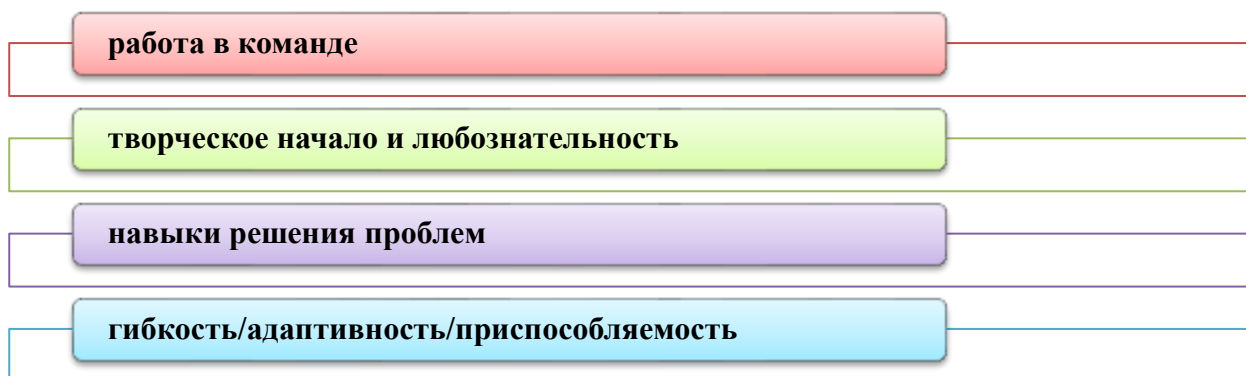 работа в команде
творческое начало и любознательность
навыки решения проблем
гибкость/адаптивность/приспособляемость